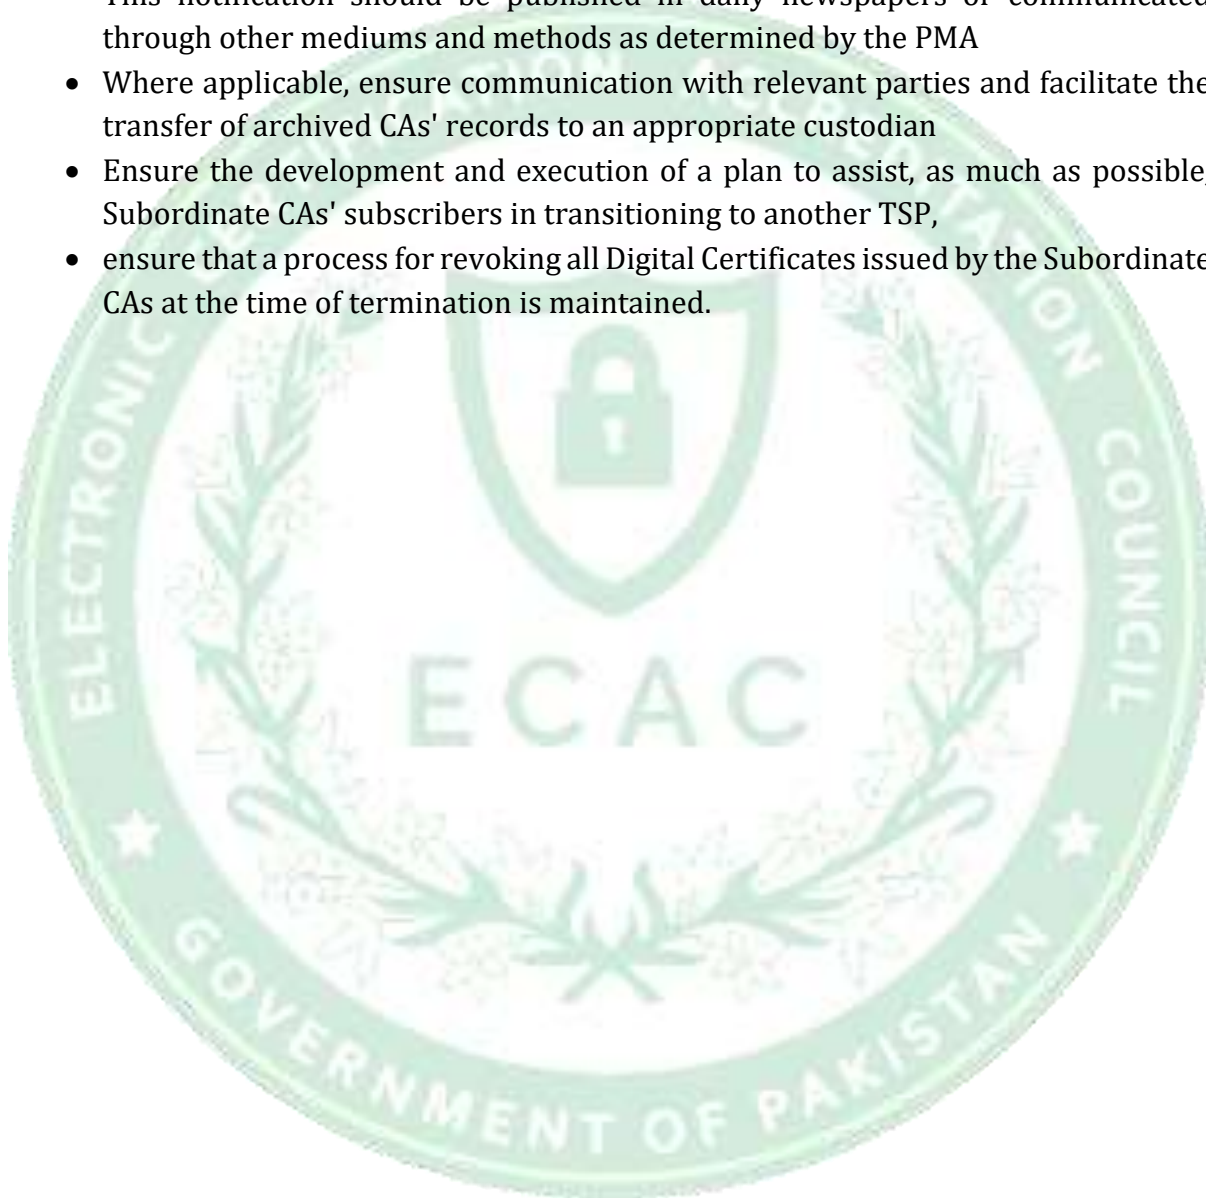 This notification should be published in daily newspapers or communicated
through other mediums and methods as determined by the PMA
• Where applicable, ensure communication with relevant parties and facilitate the
transfer of archived CAs' records to an appropriate custodian
• Ensure the development and execution of a plan to assist, as much as possible,
Subordinate CAs' subscribers in transitioning to another TSP,
• ensure that a process for revoking all Digital Certificates issued by the Subordinate
CAs at the time of termination is maintained.
ELECTRONIC CERTIFICATION ACCREDITATION COUNCIL
ECAC
GOVERNMENT OF PAKISTAN